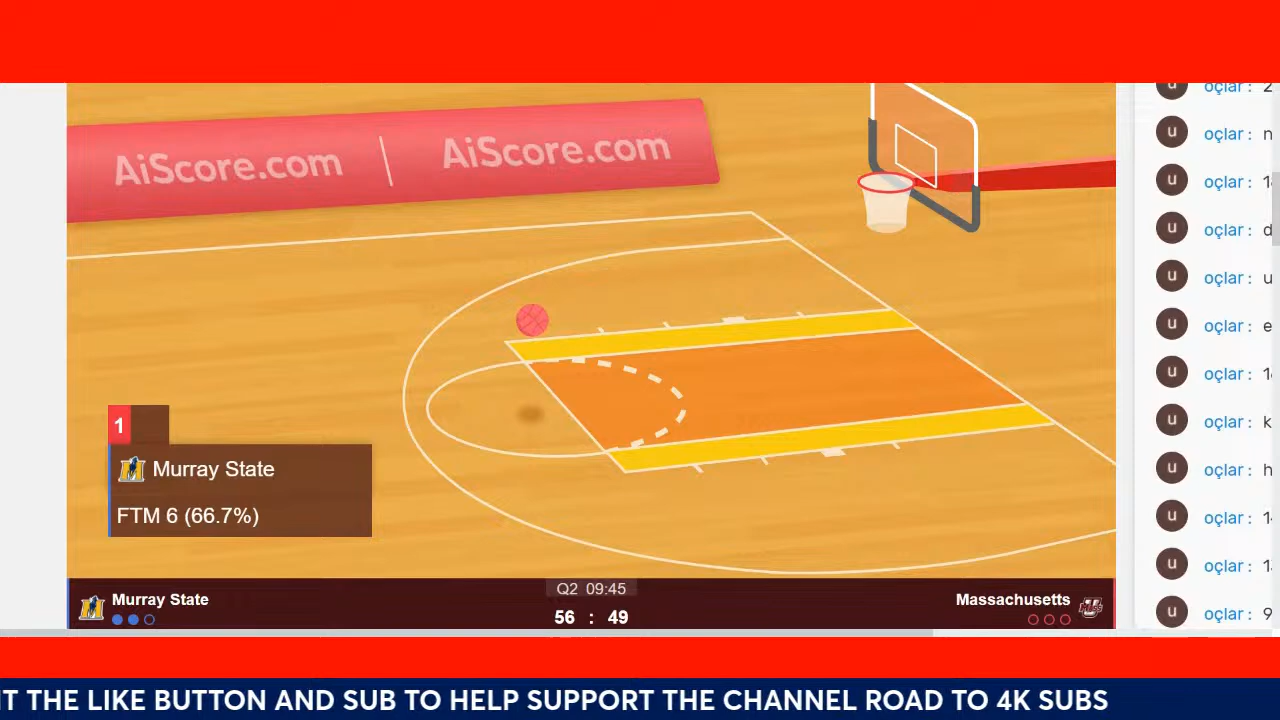 AiScore.com | AiScore.com
1
Murray State
FTM 6 (66.7%)
Q2 09:45
Murray State
56 : 49
Massachusetts
u oçlar : 2
u oçlar : n
u oçlar :
u oçlar : d
u oçlar : u
u oçlar : e
u oçlar :
u oçlar : k
u oçlar : h
u oçlar :
u oçlar :
u oçlar : 9
THE LIKE BUTTON AND SUB TO HELP SUPPORT THE CHANNEL ROAD TO 4K SUBS